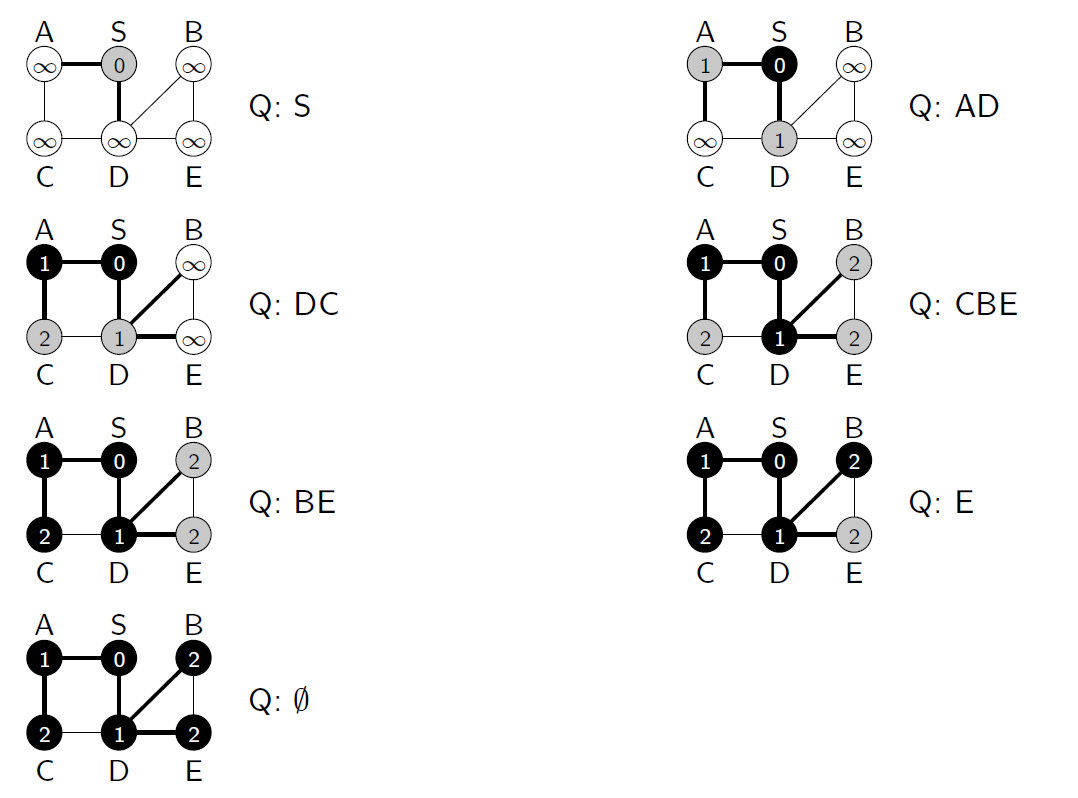 A S B
∞ 0 ∞
Q: S
∞ ∞ ∞
C D E
A S B
1 0 ∞
Q: AD
∞ 1 ∞
C D E
A S B
1 0 ∞
Q: DC
2 1 ∞
C D E
A S B
1 0 2
Q: CBE
2 1 2
C D E
A S B
1 0 2
Q: BE
2 1 2
C D E
A S B
1 0 2
Q: E
2 1 2
C D E
A S B
1 0 2
Q: ∅
2 1 2
C D E